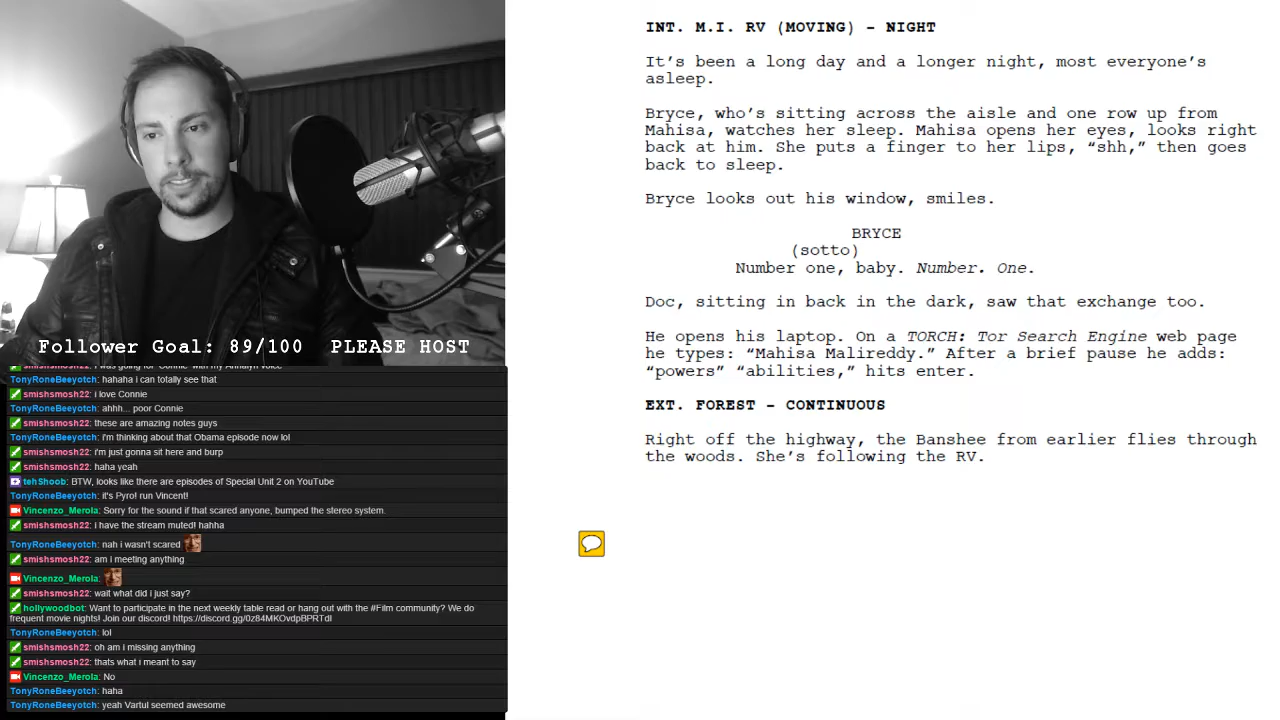 INT. M.I. RV (MOVING) - NIGHT
It's been a long day and a longer night, most everyone's
asleep.
Bryce, who's sitting across the aisle and one row up from
Mahisa, watches her sleep. Mahisa opens her eyes, looks right
back at him. She puts a finger to her lips, “shh,” then goes
back to sleep.
Bryce looks out his window, smiles.
BRYCE
(sotto)
Number one, baby. Number. One.
Doc, sitting in back in the dark, saw that exchange too.
He opens his laptop. On a TORCH: Tor Search Engine web page
he types: “Mahisa Malireddy.” After a brief pause he adds:
“powers” “abilities,” hits enter.
EXT. FOREST - CONTINUOUS
Right off the highway, the Banshee from earlier flies through
the woods. She's following the RV.
Follower Goal: 89/100 PLEASE HOST
TonyRoneBeeyotch: hahaha i can totally see that
smishsmosh22: i love Connie
TonyRoneBeeyotch: ahhh... poor Connie
smishsmosh22: these are amazing notes guys
TonyRoneBeeyotch: i'm thinking about that Obama episode now lol
smishsmosh22: i'm just gonna sit here and burp
smishsmosh22: haha yeah
tehShoob: BTW, looks like there are episodes of Special Unit 2 on YouTube
TonyRoneBeeyotch: it's Pyro! run Vincent!
Vincenzo_Merola: Sorry for the sound if that scared anyone, bumped the stereo system.
smishsmosh22: i have the stream muted! hahha
TonyRoneBeeyotch: nah i wasn't scared
smishsmosh22: am i meeting anything
Vincenzo_Merola:
smishsmosh22: wait what did i just say?
hollywoodbot: Want to participate in the next weekly table read or hang out with the #Film community? We do
frequent movie nights! Join our discord! https://discord.gg/0z84MKOvdpBPRTdI
TonyRoneBeeyotch: lol
smishsmosh22: oh am i missing anything
smishsmosh22: thats what i meant to say
Vincenzo_Merola: No
TonyRoneBeeyotch: haha
TonyRoneBeeyotch: yeah Vartul seemed awesome